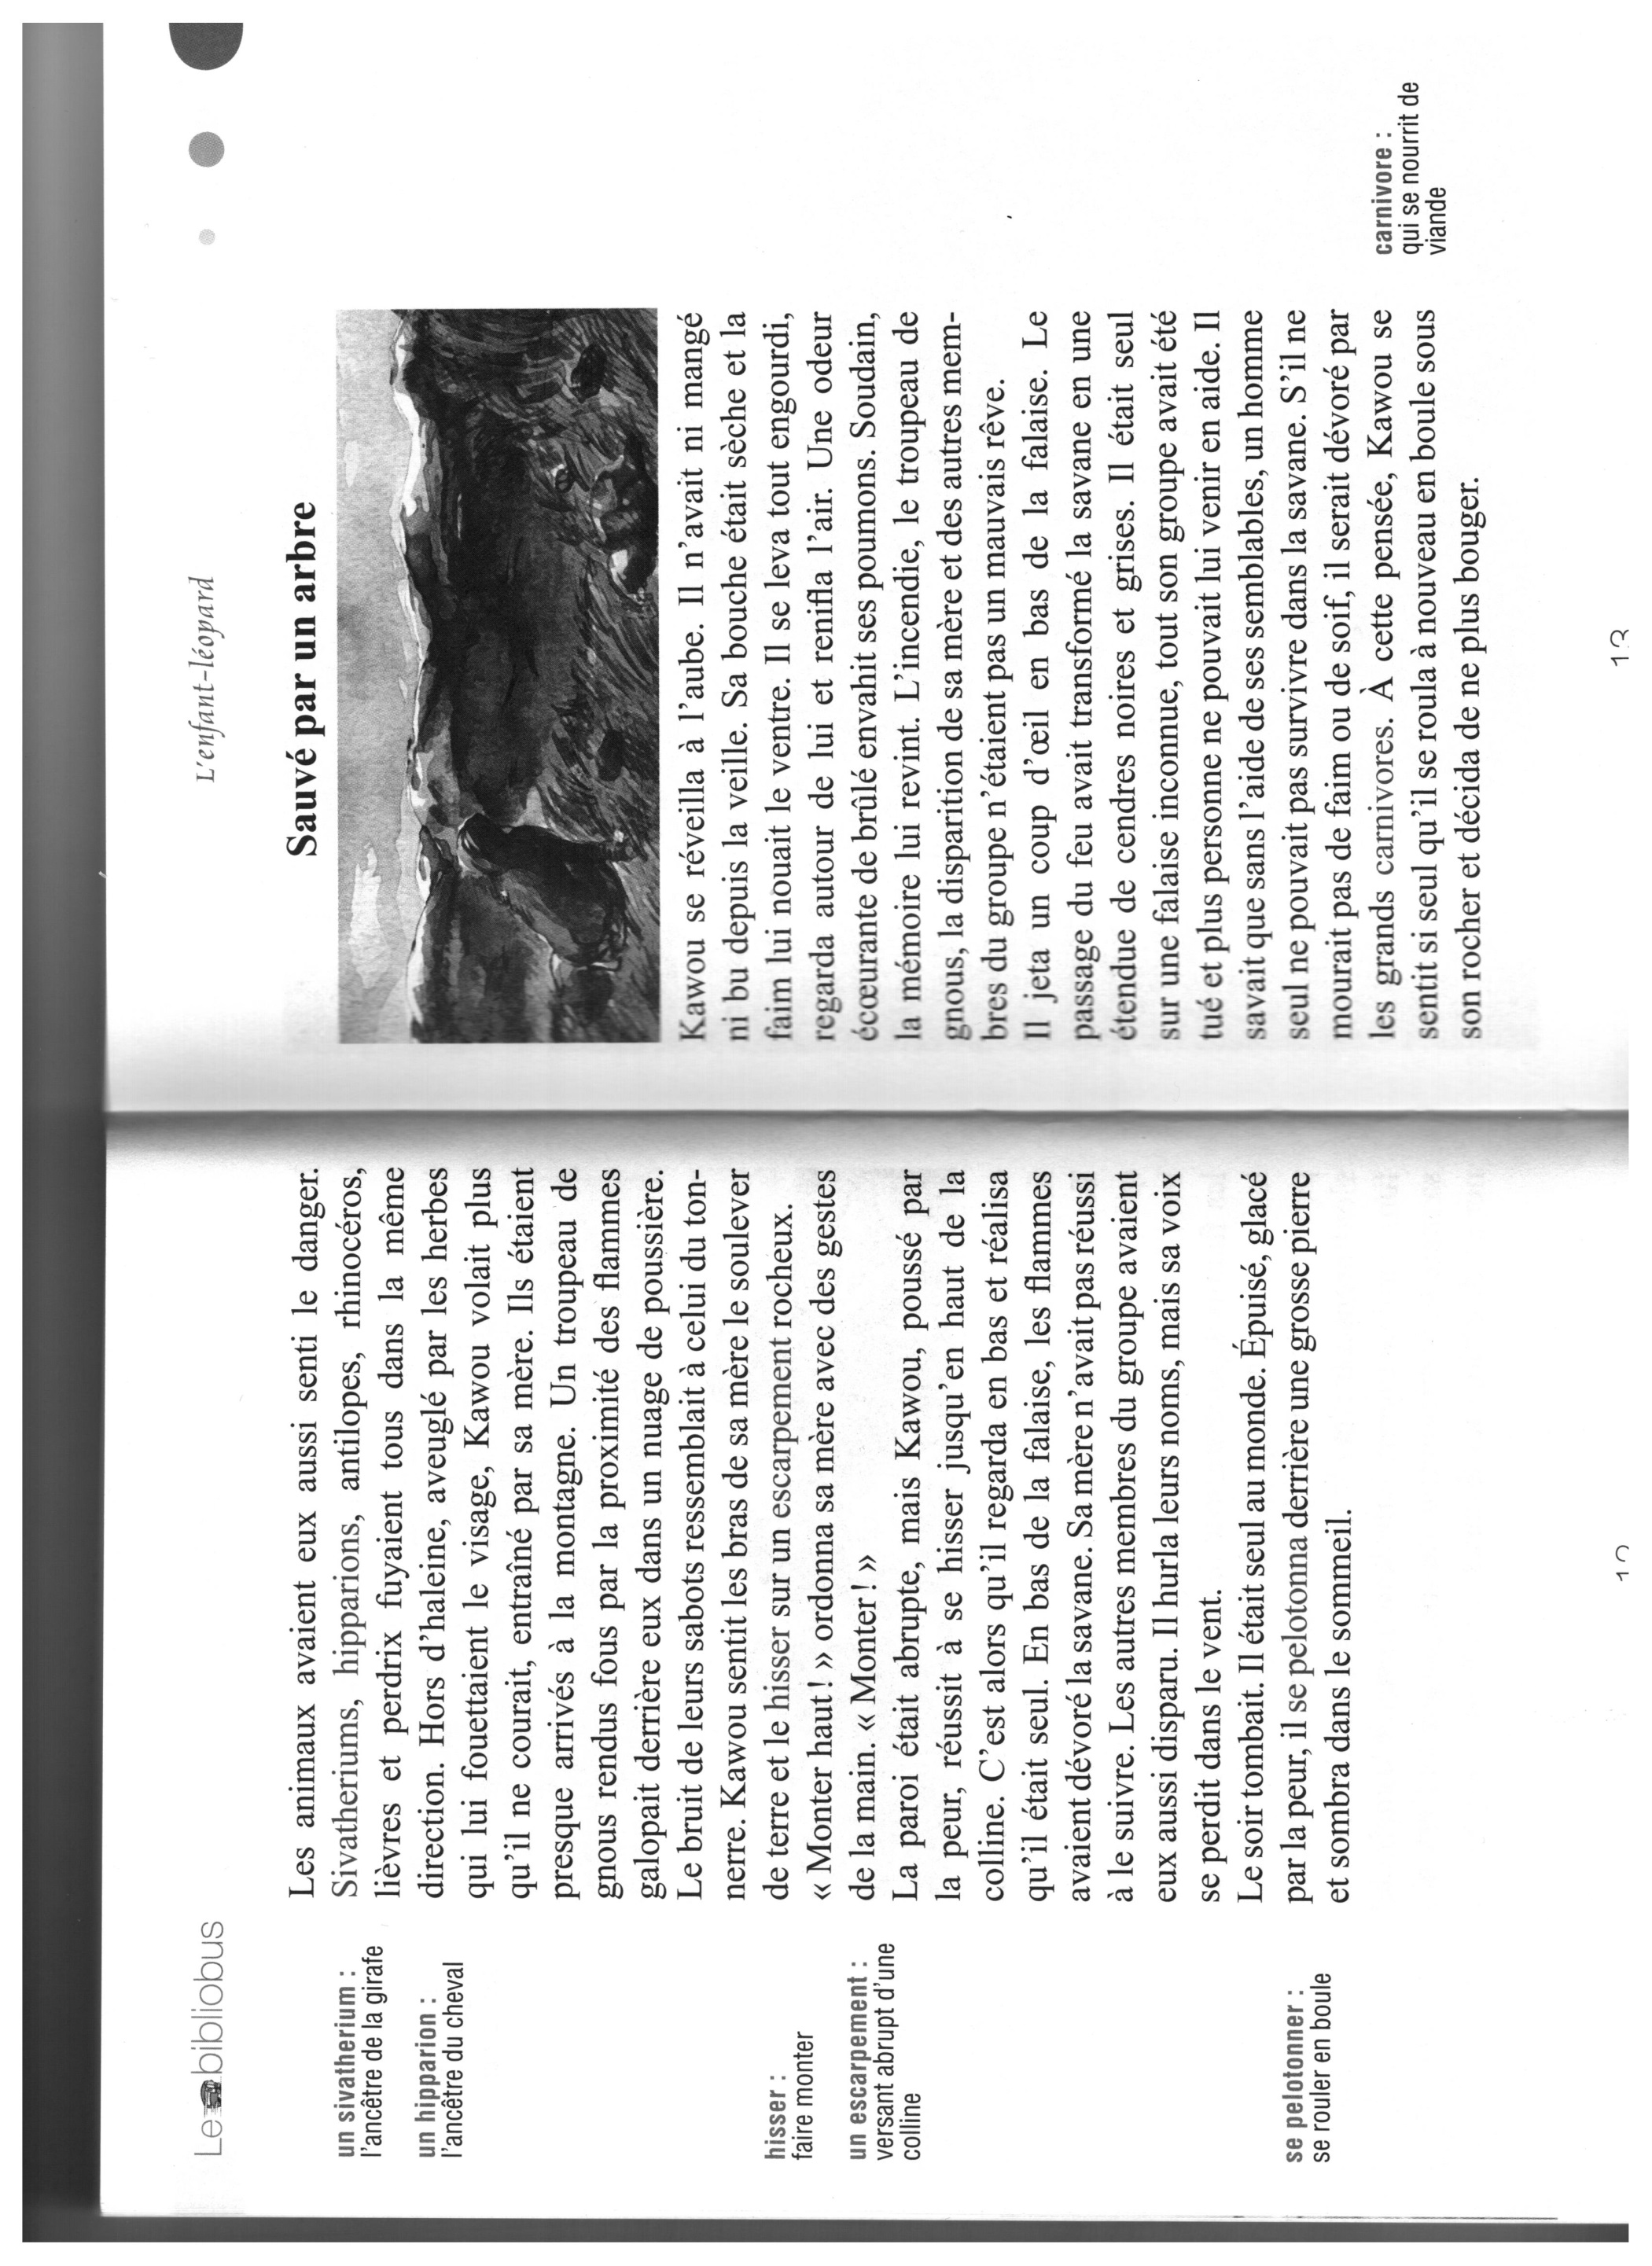 Le bibliobus
un sivatherium :
l'ancêtre de la girafe
un hipparion :
l'ancêtre du cheval
hisser :
faire monter
un escarpement :
versant abrupt d'une
colline
se pelotonner :
se rouler en boule
Les animaux avaient eux aussi senti le danger.
Sivatheriums, hipparions, antilopes, rhinocéros,
lièvres et perdrix fuyaient tous dans la même
direction. Hors d'haleine, aveuglé par les herbes
qui lui fouettaient le visage, Kawou volait plus
qu'il ne courait, entraîné par sa mère. Ils étaient
presque arrivés à la montagne. Un troupeau de
gnous rendus fous par la proximité des flammes
galopait derrière eux dans un nuage de poussière.
Le bruit de leurs sabots ressemblait à celui du ton-
nerre. Kawou sentit les bras de sa mère le soulever
de terre et le hisser sur un escarpement rocheux.
« Monter haut ! » ordonna sa mère avec des gestes
de la main. « Monter ! »
La paroi était abrupte, mais Kawou, poussé par
la peur, réussit à se hisser jusqu'en haut de la
colline. C'est alors qu'il regarda en bas et réalisa
qu'il était seul. En bas de la falaise, les flammes
avaient dévoré la savane. Sa mère n'avait pas réussi
à le suivre. Les autres membres du groupe avaient
eux aussi disparu. Il hurla leurs noms, mais sa voix
se perdit dans le vent.
Le soir tombait. Il était seul au monde. Épuisé, glacé
par la peur, il se pelotonna derrière une grosse pierre
et sombra dans le sommeil.
12
L'enfant-léopard
Sauvé par un arbre
Kawou se réveilla à l'aube. Il n'avait ni mangé
ni bu depuis la veille. Sa bouche était sèche et la
faim lui nouait le ventre. Il se leva tout engourdi,
regarda autour de lui et renifla l'air. Une odeur
écœurante de brûlé envahit ses poumons. Soudain,
la mémoire lui revint. L'incendie, le troupeau de
gnous, la disparition de sa mère et des autres mem-
bres du groupe n'étaient pas un mauvais rêve.
Il jeta un coup d'œil en bas de la falaise. Le
passage du feu avait transformé la savane en une
étendue de cendres noires et grises. Il était seul
sur une falaise inconnue, tout son groupe avait été
tué et plus personne ne pouvait lui venir en aide. Il
savait que sans l'aide de ses semblables, un homme
seul ne pouvait pas survivre dans la savane. S'il ne
mourait pas de faim ou de soif, il serait dévoré par
les grands carnivores. À cette pensée, Kawou se
sentit si seul qu'il se roula à nouveau en boule sous
son rocher et décida de ne plus bouger.
carnivore :
qui se nourrit de
viande
13